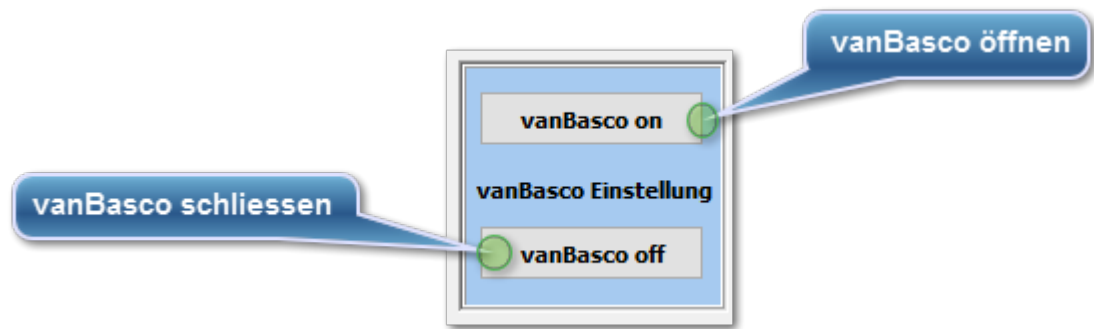 vanBasco öffnen
vanBasco on
vanBasco Einstellung
vanBasco schliessen
vanBasco off